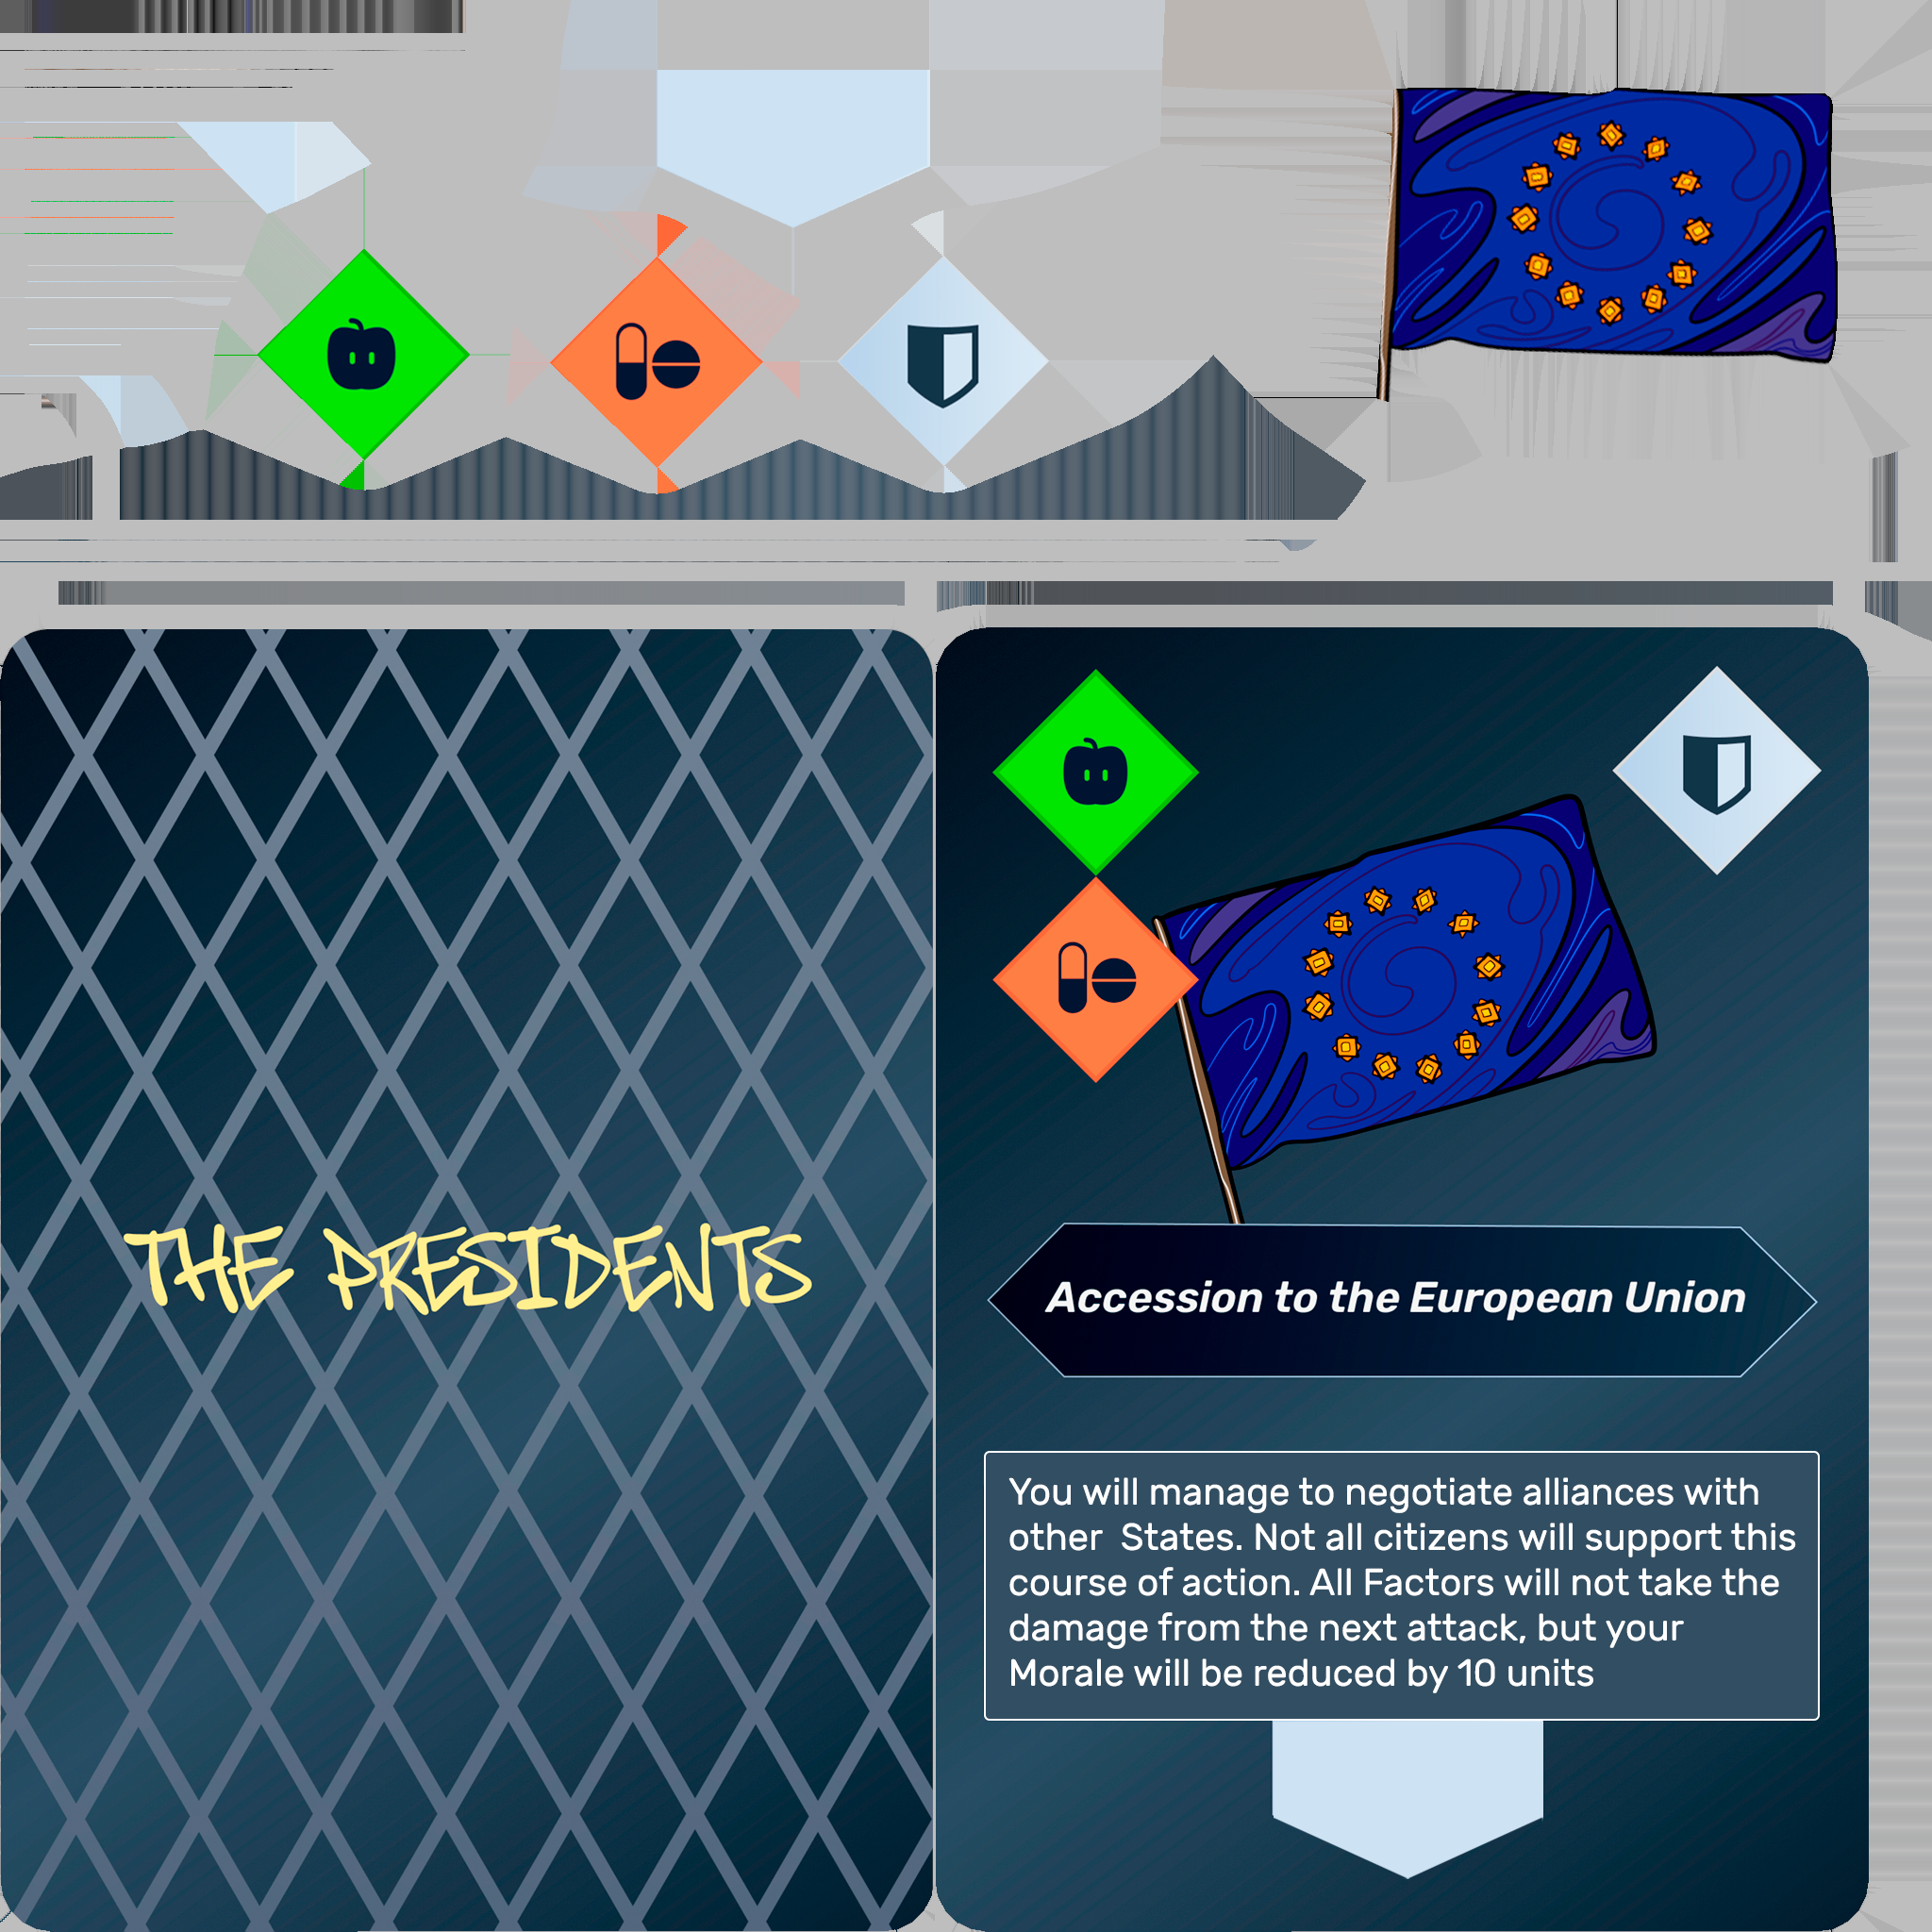 THE PRESIDENTS
Accession to the European Union
You will manage to negotiate alliances with
other  States. Not all citizens will support this
course of action. All Factors will not take the
damage from the next attack, but your
Morale will be reduced by 10 units